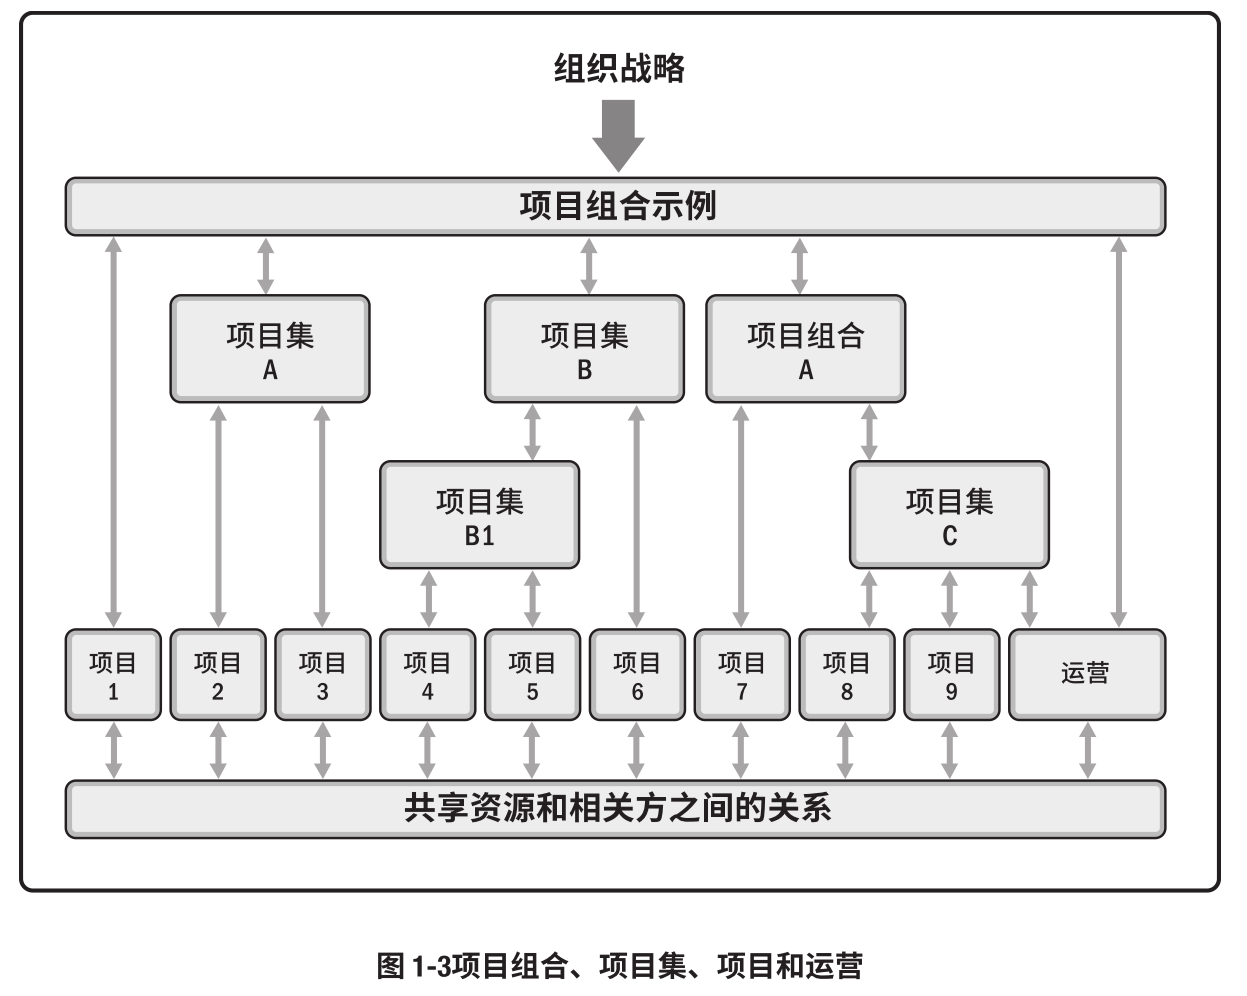 组织战略
项目组合示例
项目集
A
项目集
B
项目组合
A
项目集
B1
项目集
C
项目
1
项目
2
项目
3
项目
4
项目
5
项目
6
项目
7
项目
8
项目
9
运营
共享资源和相关方之间的关系
图 1-3项目组合、项目集、项目和运营